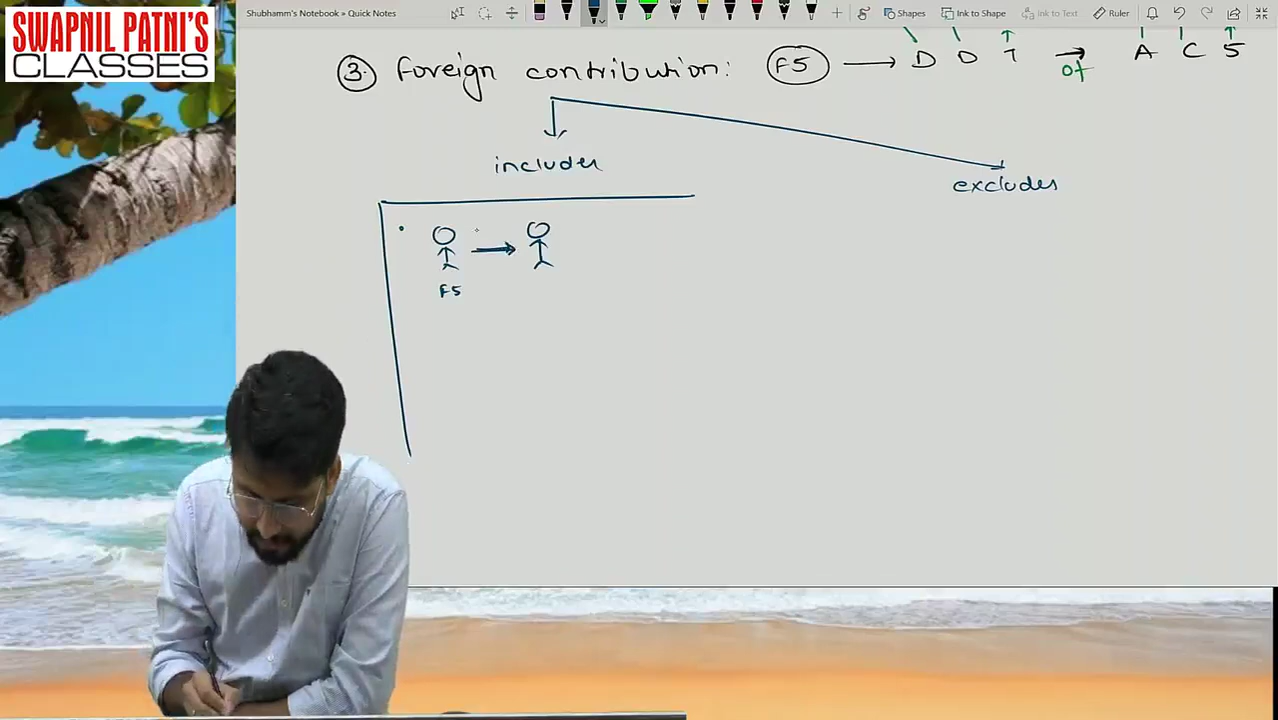 SWAPNIL PATNI'S
CLASSES
Shubhamm's Notebook » Quick Notes
Shapes
Ink to Shape
Ink to Text
Ruler
3. Foreign contribution: FS → D D T → of A C S
includes
excludes
FS